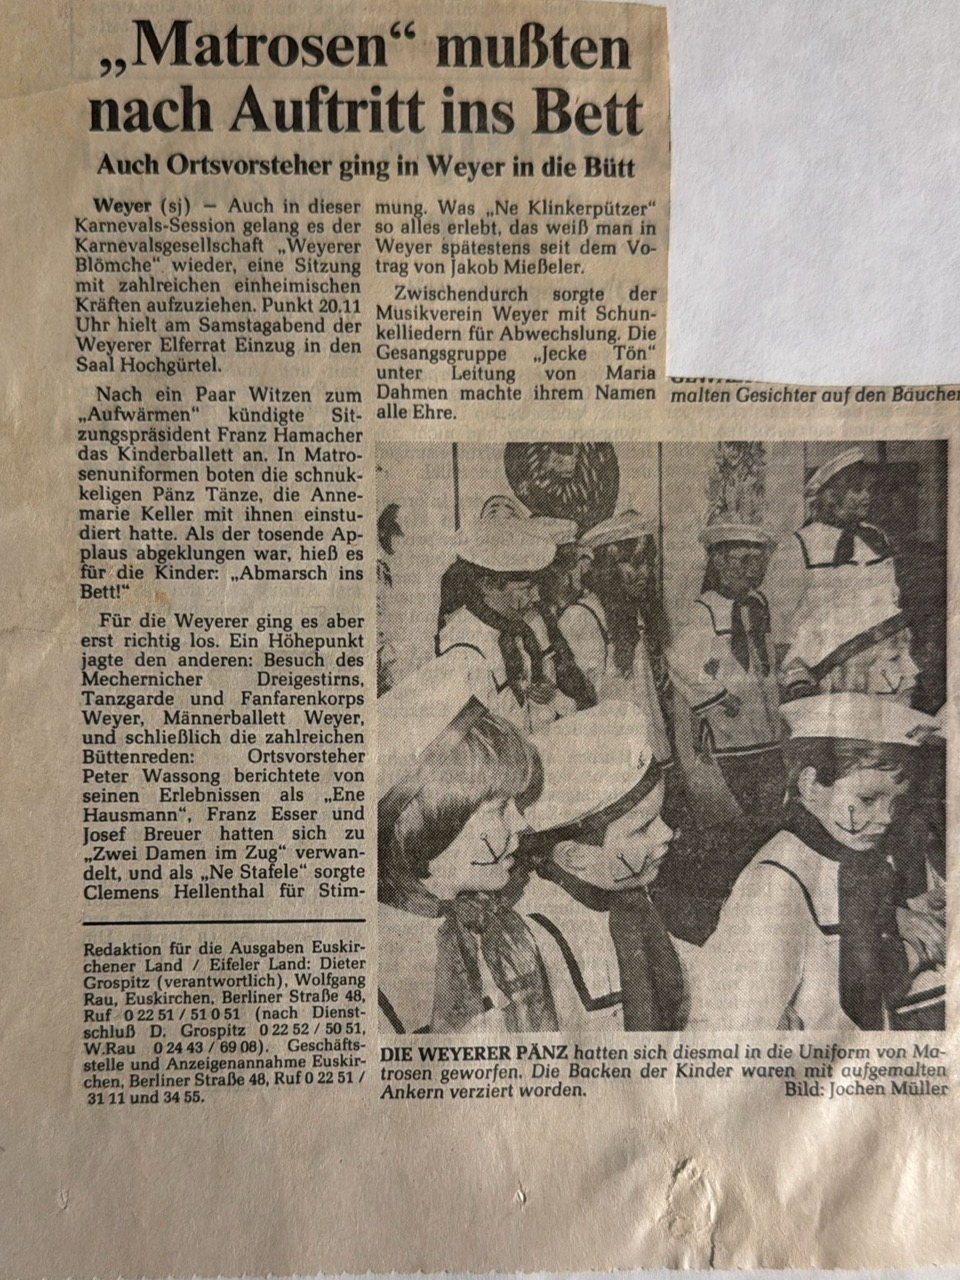 „Matrosen“ mußten
nach Auftritt ins Bett
Auch Ortsvorsteher ging in Weyer in die Bütt
Weyer (sj) – Auch in dieser
Karnevals-Session gelang es der
Karnevalsgesellschaft „Weyerer
Blömche“ wieder, eine Sitzung
mit zahlreichen einheimischen
Kräften aufzuziehen. Punkt 20.11
Uhr hielt am Samstagabend der
Weyerer Elferrat Einzug in den
Saal Hochgürtel.
Nach ein Paar Witzen zum
„Aufwärmen“ kündigte Sit-
zungspräsident Franz Hamacher
das Kinderballett an. In Matro-
senuniformen boten die schnuk-
keligen Pänz Tänze, die Anne-
marie Keller mit ihnen einstu-
diert hatte. Als der tosende Ap-
plaus abgeklungen war, hieß es
für die Kinder: „Abmarsch ins
Bett!“
Für die Weyerer ging es aber
erst richtig los. Ein Höhepunkt
jagte den anderen: Besuch des
Mechernicher Dreigestirns,
Tanzgarde und Fanfarenkorps
Weyer, Männerballett Weyer,
und schließlich die zahlreichen
Büttenreden: Ortsvorsteher
Peter Wassong berichtete von
seinen Erlebnissen als „Ene
Hausmann“, Franz Esser und
Josef Breuer hatten sich zu
„Zwei Damen im Zug“ verwan-
delt, und als „Ne Stafele“ sorgte
Clemens Hellenthal für Stim-
mung. Was „Ne Klinkerpützer“
so alles erlebt, das weiß man in
Weyer spätestens seit dem Vo-
trag von Jakob Mießeler.
Zwischendurch sorgte der
Musikverein Weyer mit Schun-
kelliedern für Abwechslung. Die
Gesangsgruppe „Jecke Tön“
unter Leitung von Maria
Dahmen machte ihrem Namen
alle Ehre.
malten Gesichter auf den Bäuchen
Redaktion für die Ausgaben Euskir-
chener Land / Eifeler Land: Dieter
Grospitz (verantwortlich), Wolfgang
Rau, Euskirchen, Berliner Straße 48,
Ruf 0 22 51 / 51 0 51 (nach Dienst-
schluß D. Grospitz 0 22 52 / 50 51,
W.Rau 0 24 43 / 69 08). Geschäfts-
stelle und Anzeigenannahme Euskir-
chen, Berliner Straße 48, Ruf 0 22 51 /
31 11 und 34 55.
DIE WEYERER PÄNZ hatten sich diesmal in die Uniform von Ma-
trosen geworfen. Die Backen der Kinder waren mit aufgemalten
Ankern verziert worden. Bild: Jochen Müller